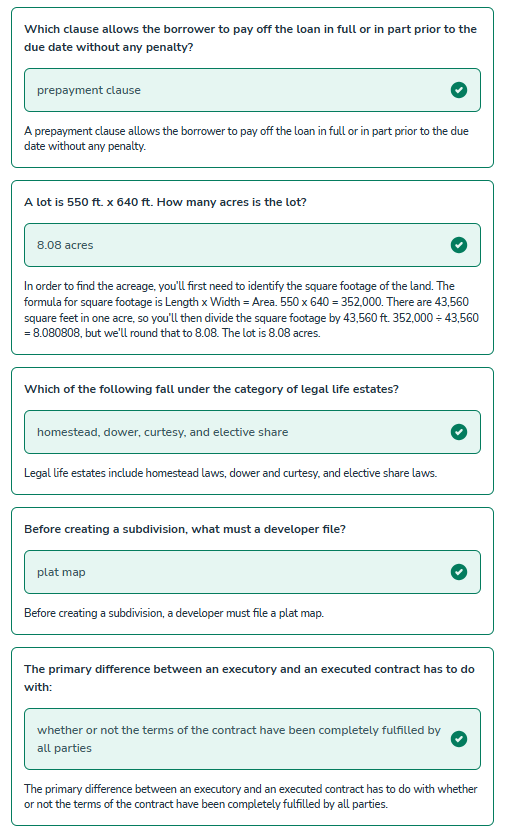 Which clause allows the borrower to pay off the loan in full or in part prior to the
due date without any penalty?
prepayment clause
A prepayment clause allows the borrower to pay off the loan in full or in part prior to the due
date without any penalty.
A lot is 550 ft. x 640 ft. How many acres is the lot?
8.08 acres
In order to find the acreage, you'll first need to identify the square footage of the land. The
formula for square footage is Length x Width = Area. 550 x 640 = 352,000. There are 43,560
square feet in one acre, so you'll then divide the square footage by 43,560 ft. 352,000 ÷ 43,560
= 8.080808, but we'll round that to 8.08. The lot is 8.08 acres.
Which of the following fall under the category of legal life estates?
homestead, dower, curtesy, and elective share
Legal life estates include homestead laws, dower and curtesy, and elective share laws.
Before creating a subdivision, what must a developer file?
plat map
Before creating a subdivision, a developer must file a plat map.
The primary difference between an executory and an executed contract has to do
with:
whether or not the terms of the contract have been completely fulfilled by
all parties
The primary difference between an executory and an executed contract has to do with whether
or not the terms of the contract have been completely fulfilled by all parties.